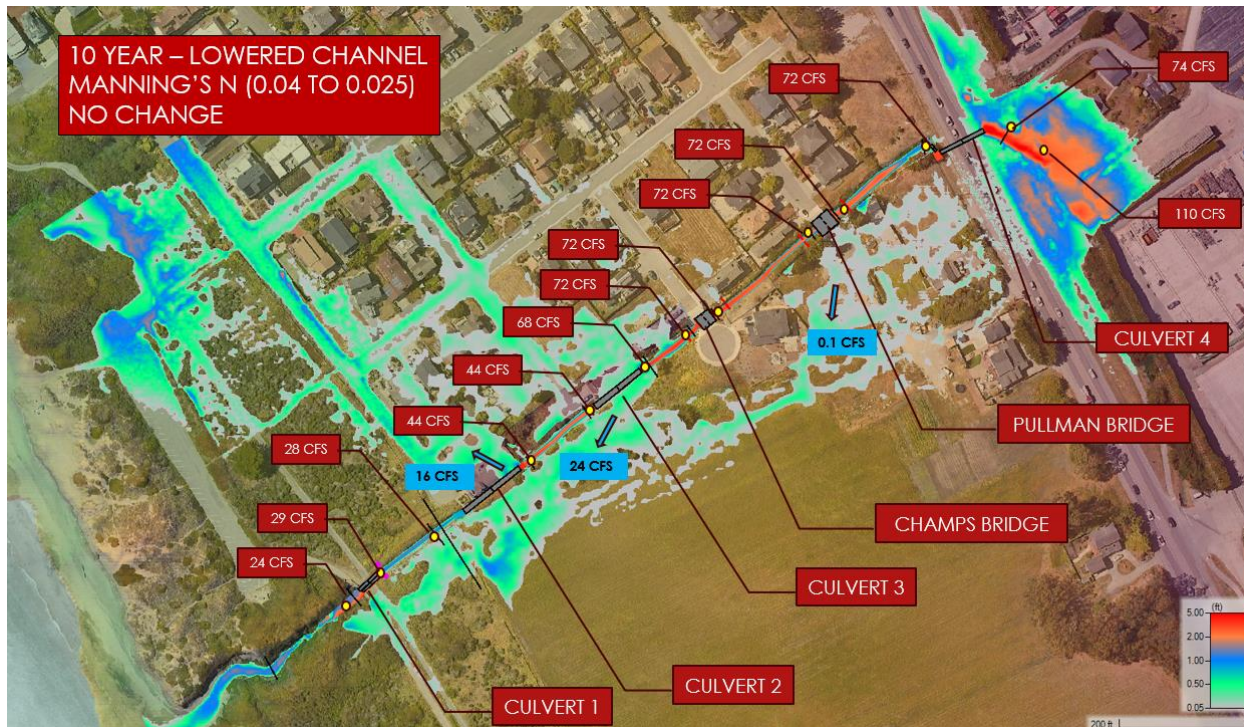 10 YEAR – LOWERED CHANNEL
MANNING'S N (0.04 TO 0.025)
NO CHANGE
74 CFS
72 CFS
72 CFS
72 CFS
110 CFS
72 CFS
72 CFS
68 CFS
0.1 CFS
CULVERT 4
44 CFS
44 CFS
PULLMAN BRIDGE
28 CFS
16 CFS
24 CFS
29 CFS
CHAMPS BRIDGE
24 CFS
CULVERT 3
CULVERT 2
CULVERT 1
(ft)
5.00
2.00
1.00
0.50
0.05
200 ft